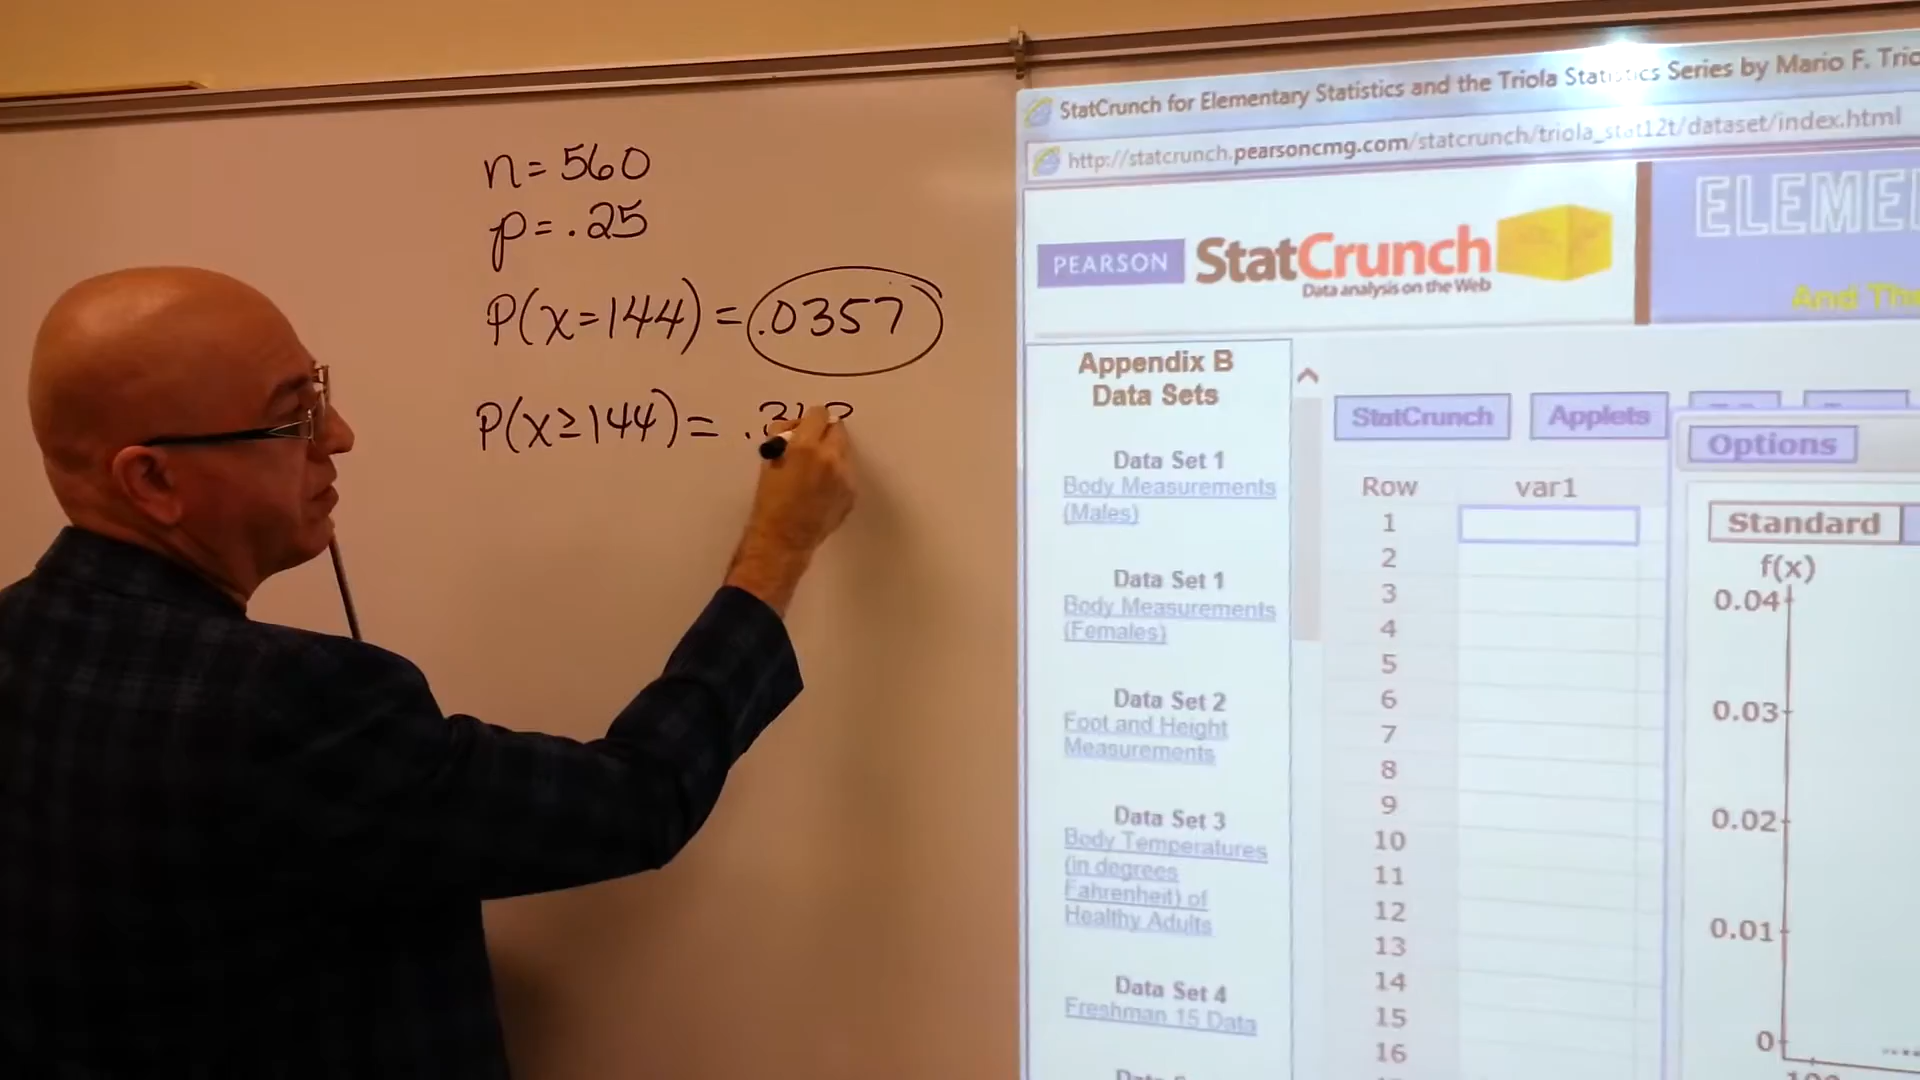 n = 560
p = .25
P(x=144) = .0357
P(x≥144) =
StatCrunch for Elementary Statistics and the Triola Statistics Series by Mario F.
http://statcrunch.pearsoncmg.com/statcrunch/triola_stat12t/dataset/index.html
PEARSON
StatCrunch
Data analysis on the Web
ELEME
And
Appendix B
Data Sets
Data Set 1
Body Measurements
(Males)
Data Set 1
Body Measurements
(Females)
Data Set 2
Foot and Height
Measurements
Data Set 3
Body Temperatures
(in degrees
Fahrenheit) of
Healthy Adults
Data Set 4
Freshman 15 Data
StatCrunch
Applets
Row var1
1
2
3
4
5
6
7
8
9
10
11
12
13
14
15
16
Options
Standard
f(x)
0.04
0.03
0.02
0.01
0